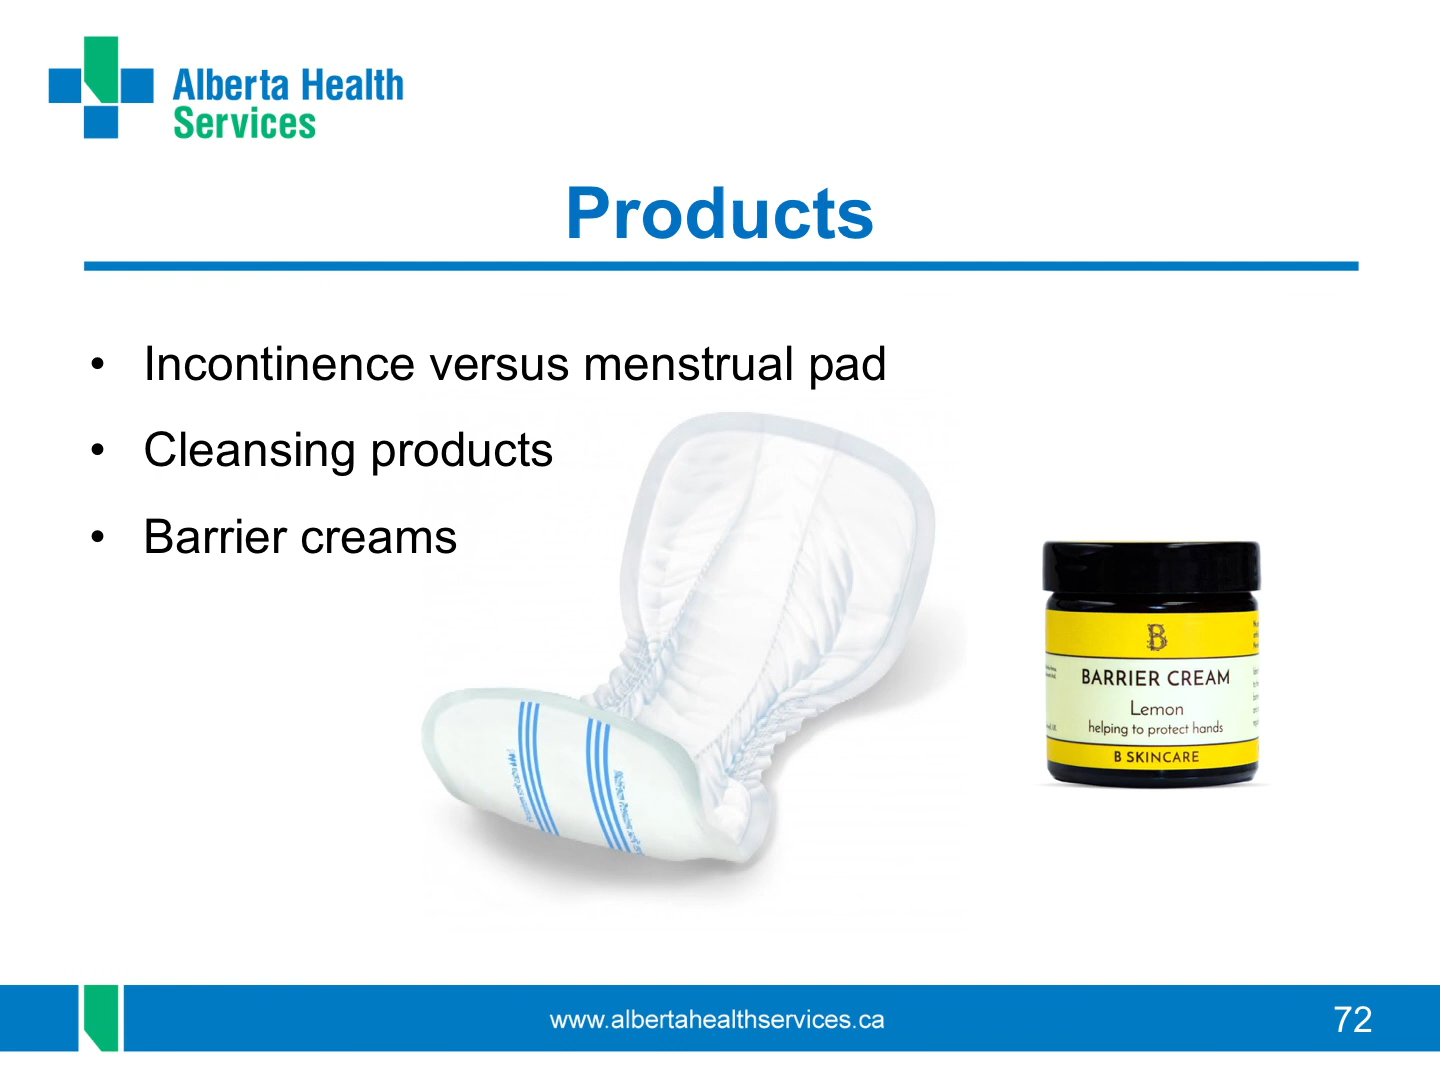 Alberta Health
Services
Products
• Incontinence versus menstrual pad
• Cleansing products
• Barrier creams
B
BARRIER CREAM
Lemon
helping to protect hands
B SKINCARE
www.albertahealthservices.ca
72